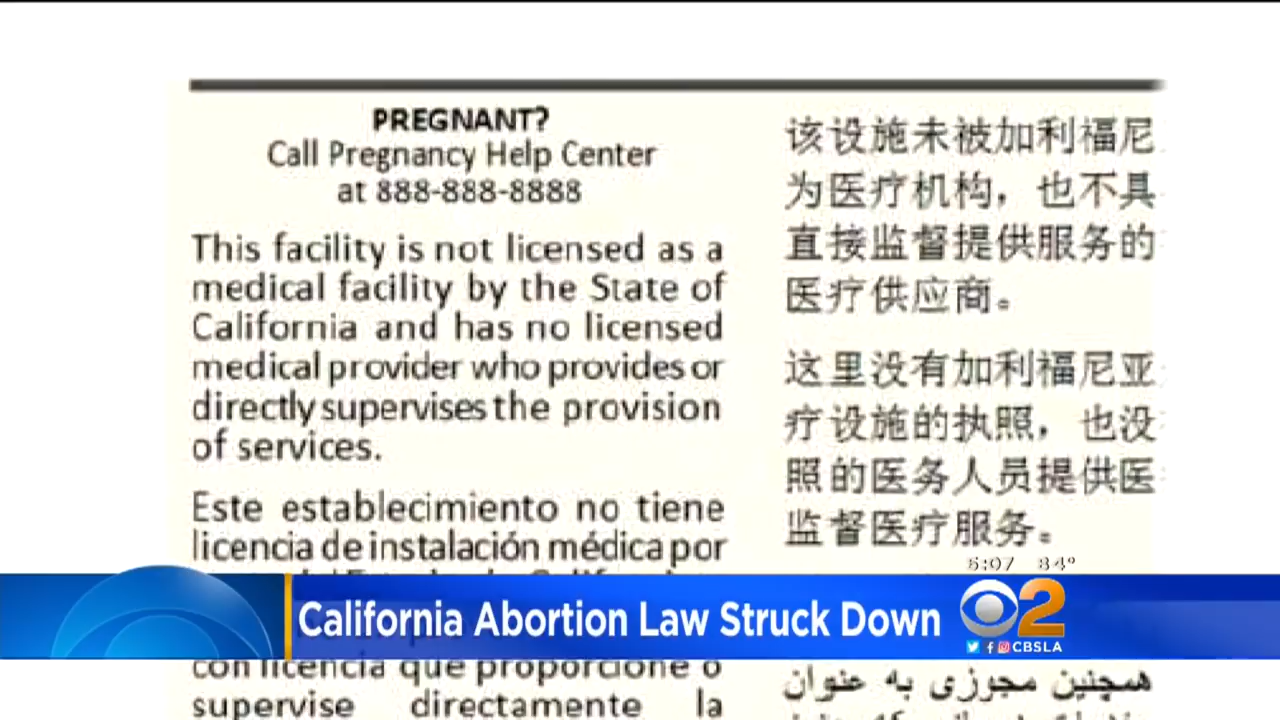 PREGNANT?
Call Pregnancy Help Center
at 888-888-8888
This facility is not licensed as a
medical facility by the State of
California and has no licensed
medical provider who provides or
directly supervises the provision
of services.
Este establecimiento no tiene
licencia de instalación médica por
con licencia que proporcione o
supervise directamente la
该设施未被加利福尼
为医疗机构，也不具
直接监督提供服务的
医疗供应商。
这里没有加利福尼亚
疗设施的执照，也没
照的医务人员提供医
监督医疗服务。
همچنین مجوزی به عنوان
5:07 84°
California Abortion Law Struck Down
2
CBSLA